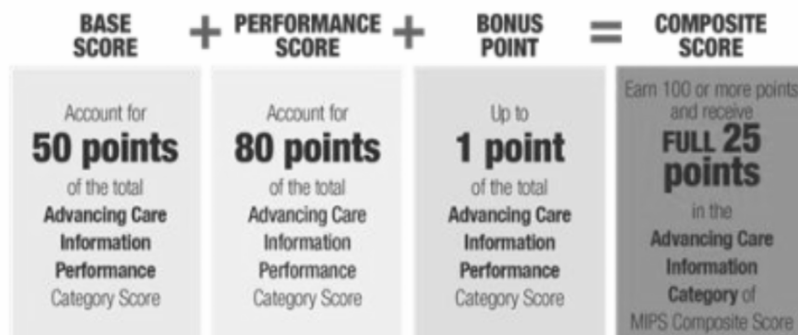 BASE SCORE + PERFORMANCE SCORE + BONUS POINT = COMPOSITE SCORE
Account for
50 points
of the total
Advancing Care
Information
Performance
Category Score
Account for
80 points
of the total
Advancing Care
Information
Performance
Category Score
Up to
1 point
of the total
Advancing Care
Information
Performance
Category Score
Earn 100 or more points
and receive
FULL 25
points
in the
Advancing Care
Information
Category of
MIPS Composite Score